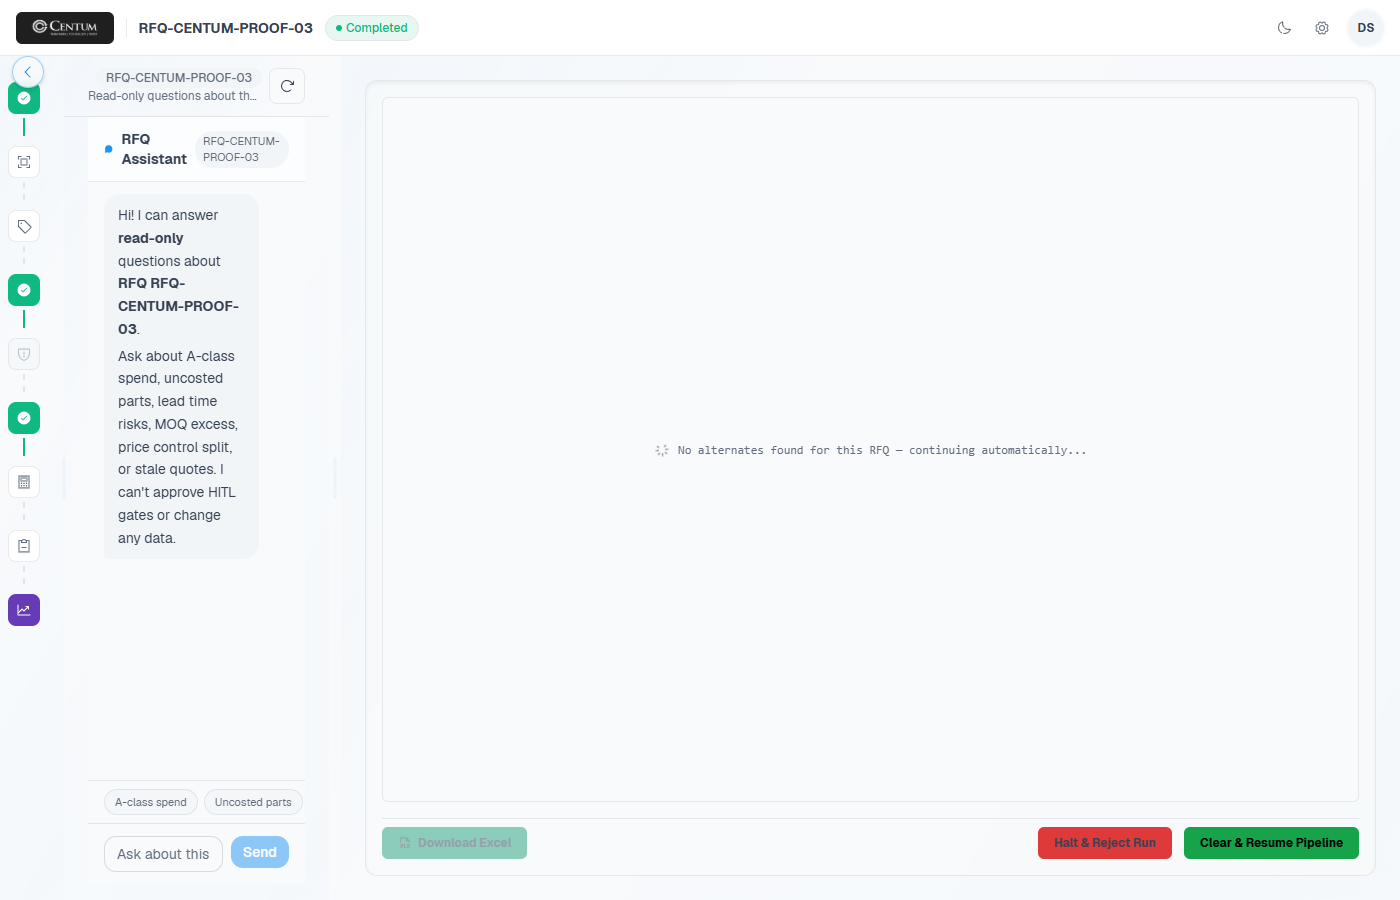 CENTUM
RFQ-CENTUM-PROOF-03
Completed
DS
RFQ-CENTUM-PROOF-03
Read-only questions about th...
RFQ
Assistant
RFQ-CENTUM-
PROOF-03
Hi! I can answer
read-only
questions about
RFQ RFQ-
CENTUM-PROOF-
03.
Ask about A-class
spend, uncosted
parts, lead time
risks, MOQ excess,
price control split,
or stale quotes. I
can't approve HITL
gates or change
any data.
A-class spend
Uncosted parts
Ask about this
Send
No alternates found for this RFQ — continuing automatically...
Download Excel
Halt & Reject Run
Clear & Resume Pipeline